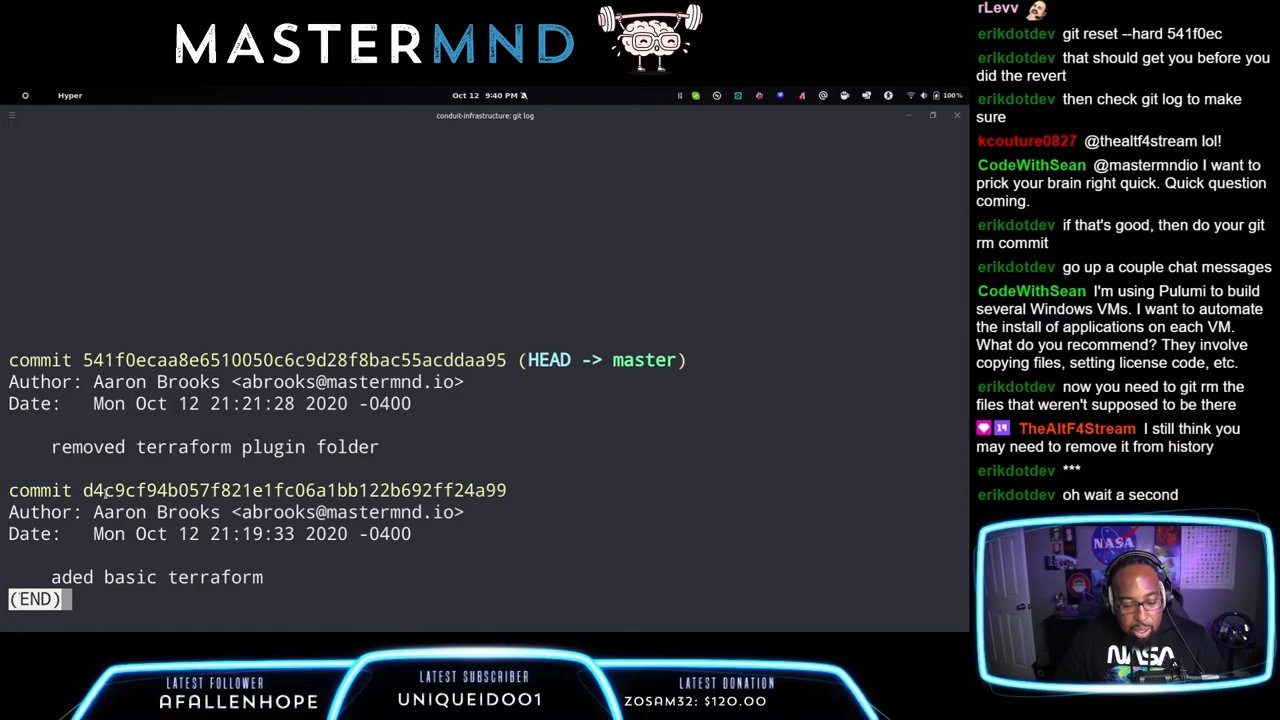 MASTERMND
Hyper
Oct 12 9:40 PM
100%
conduit-infrastructure: git log
commit 541f0ecaa8e6510050c6c9d28f8bac55acddaa95 (HEAD -> master)
Author: Aaron Brooks <abrooks@mastermnd.io>
Date: Mon Oct 12 21:21:28 2020 -0400
removed terraform plugin folder
commit d4c9cf94b057f821e1fc06a1bb122b692ff24a99
Author: Aaron Brooks <abrooks@mastermnd.io>
Date: Mon Oct 12 21:19:33 2020 -0400
aded basic terraform
(END)
rLevv
erikdotdev git reset --hard 541f0ec
erikdotdev that should get you before you
did the revert
erikdotdev then check git log to make
sure
kcouture0827 @thealtf4stream lol!
CodeWithSean @mastermndio I want to
prick your brain right quick. Quick question
coming.
erikdotdev if that's good, then do your git
rm commit
erikdotdev go up a couple chat messages
CodeWithSean I'm using Pulumi to build
several Windows VMs. I want to automate
the install of applications on each VM.
What do you recommend? They involve
copying files, setting license code, etc.
erikdotdev now you need to git rm the
files that weren't supposed to be there
14 TheAltF4Stream I still think you
may need to remove it from history
erikdotdev ***
erikdotdev oh wait a second
NASA
NASA
LATEST FOLLOWER
AFALLENHOPE
LATEST SUBSCRIBER
UNIQUEID001
LATEST DONATION
ZOSAM32: $120.00